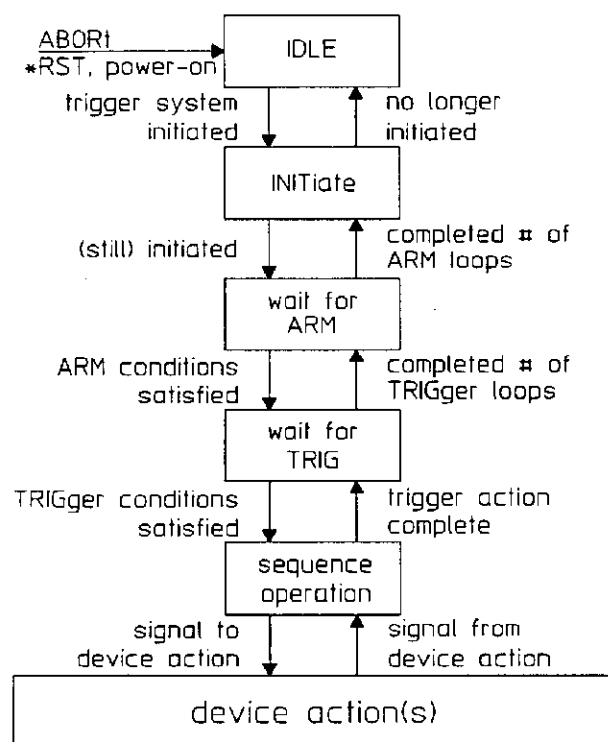 ABORt
*RST, power-on
IDLE
trigger system
initiated
no longer
initiated
INITiate
(still) initiated
completed # of
ARM loops
wait for
ARM
ARM conditions
satisfied
completed # of
TRIGger loops
wait for
TRIG
TRIGger conditions
satisfied
trigger action
complete
sequence
operation
signal to
device action
signal from
device action
device action(s)